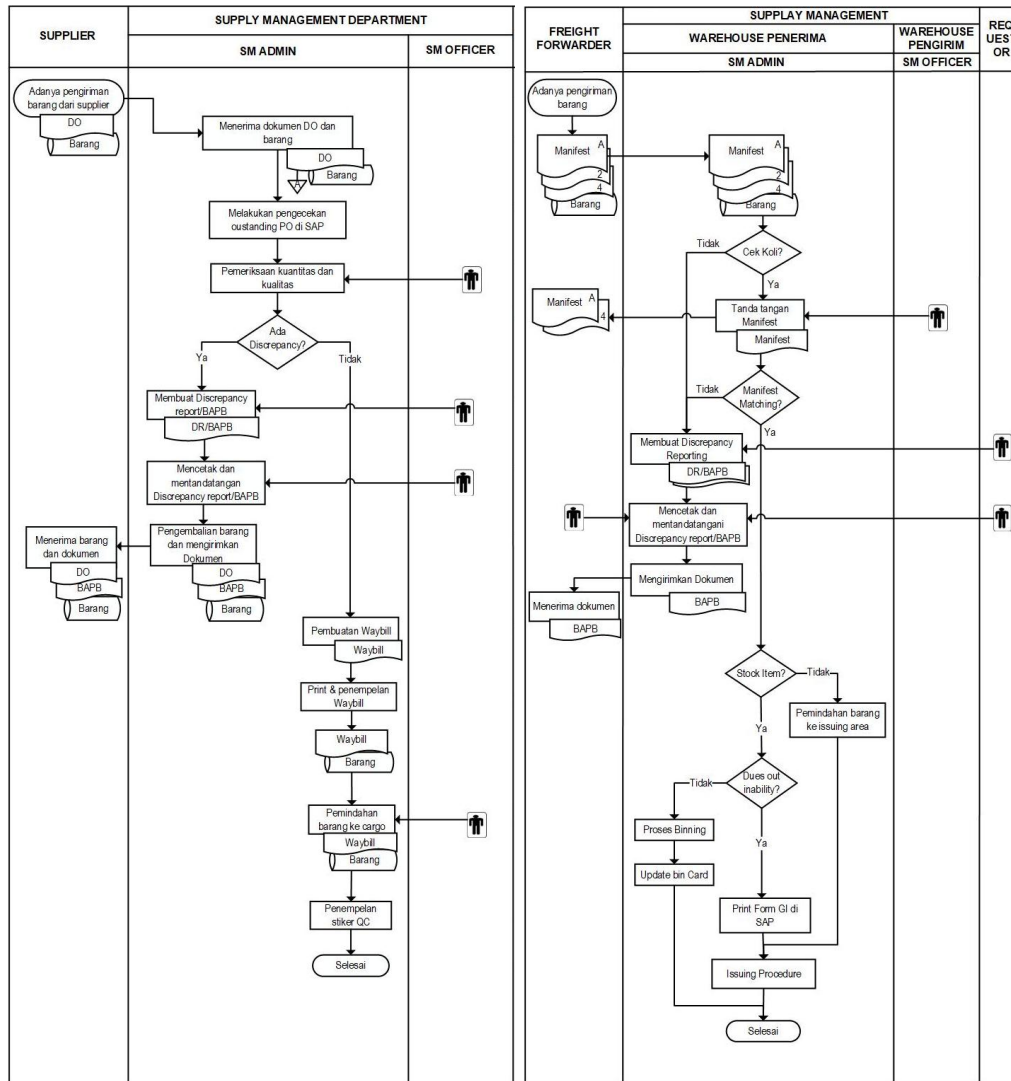 SUPPLIER
SUPPLY MANAGEMENT DEPARTMENT
SM ADMIN
SM OFFICER
Adanya pengiriman
barang dari supplier
DO
Barang
Menerima dokumen DO dan
barang
DO
Barang
A
Melakukan pengecekan
oustanding PO di SAP
Pemeriksaan kuantitas dan
kualitas
Ada
Discrepancy?
Ya
Tidak
Membuat Discrepancy
report/BAPB
DR/BAPB
Mencetak dan
mentandatangan
Discrepancy report/BAPB
Pengembalian barang
dan mengirimkan
Dokumen
DO
BAPB
Barang
Menerima barang
dan dokumen
DO
BAPB
Barang
Pembuatan Waybill
Waybill
Print & penempelan
Waybill
Waybill
Barang
Pemindahan
barang ke cargo
Waybill
Barang
Penempelan
stiker QC
Selesai
FREIGHT
FORWARDER
SUPPLAY MANAGEMENT
WAREHOUSE PENERIMA
WAREHOUSE
PENGIRIM
REQ
UEST
OR
SM ADMIN
SM OFFICER
Adanya pengiriman
barang
Manifest
A
2
4
Barang
Manifest
A
2
4
Barang
Cek Koli?
Tidak
Ya
Tanda tangan
Manifest
Manifest
Manifest
A
4
Manifest
Matching?
Tidak
Ya
Membuat Discrepancy
Reporting
DR/BAPB
Mencetak dan
mentandatangani
Discrepancy report/BAPB
Mengirimkan Dokumen
BAPB
Menerima dokumen
BAPB
Stock Item?
Tidak
Ya
Pemindahan barang
ke issuing area
Dues out
inability?
Tidak
Ya
Proses Binning
Update bin Card
Print Form GI di
SAP
Issuing Procedure
Selesai